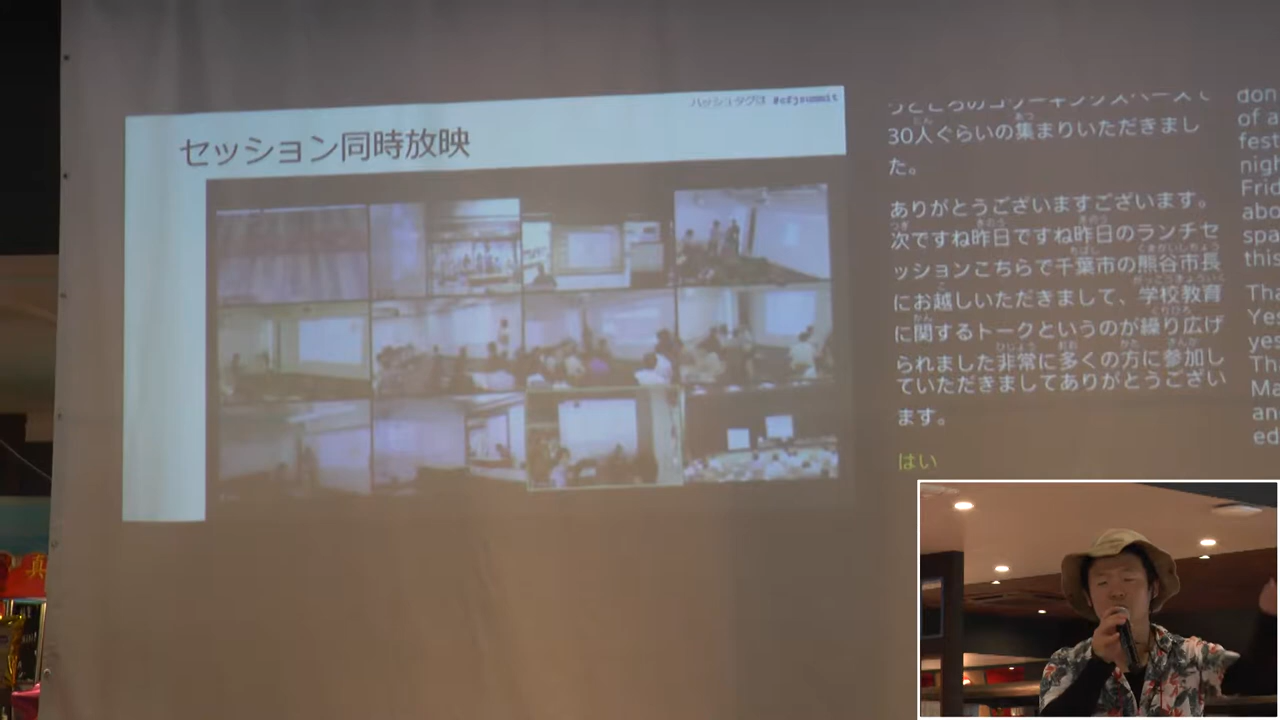 ハッシュタグは #cfjsummit
セッション同時放映
30人ぐらいの集まりいただきまし
た。
ありがとうございますございます。
次ですね昨日ですね昨日のランチセ
ッションこちらで千葉市の熊谷市長
にお越しいただきまして、学校教育
に関するトークというのが繰り広げ
られました非常に多くの方に参加し
ていただきましてありがとうござい
ます。
はい
don
of a
fest
nigh
Frid
abo
spa
this
Tha
Yes
yes
Tha
Ma
an
ed
真